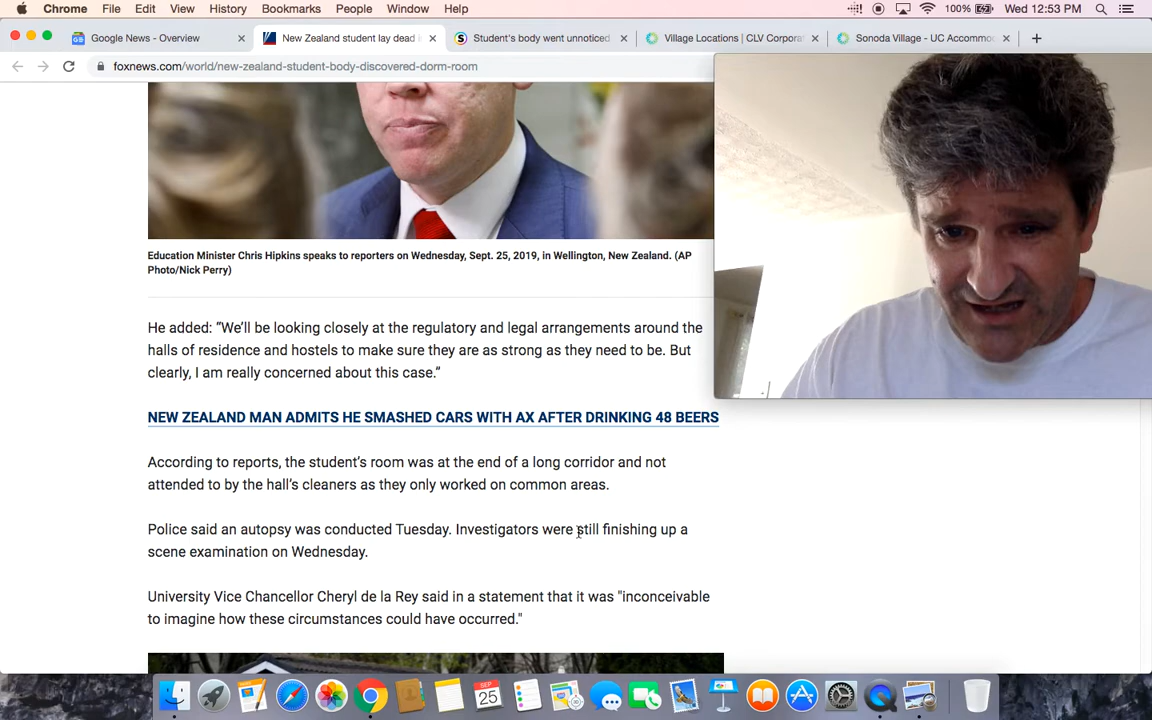 Chrome File Edit View History Bookmarks People Window Help 100% Wed 12:53 PM
Google News - Overview New Zealand student lay dead i Student's body went unnoticed Village Locations | CLV Corporat Sonoda Village - UC Accommo
foxnews.com/world/new-zealand-student-body-discovered-dorm-room
Education Minister Chris Hipkins speaks to reporters on Wednesday, Sept. 25, 2019, in Wellington, New Zealand. (AP
Photo/Nick Perry)
He added: “We’ll be looking closely at the regulatory and legal arrangements around the
halls of residence and hostels to make sure they are as strong as they need to be. But
clearly, I am really concerned about this case.”
NEW ZEALAND MAN ADMITS HE SMASHED CARS WITH AX AFTER DRINKING 48 BEERS
According to reports, the student’s room was at the end of a long corridor and not
attended to by the hall’s cleaners as they only worked on common areas.
Police said an autopsy was conducted Tuesday. Investigators were still finishing up a
scene examination on Wednesday.
University Vice Chancellor Cheryl de la Rey said in a statement that it was "inconceivable
to imagine how these circumstances could have occurred."
SEP
25